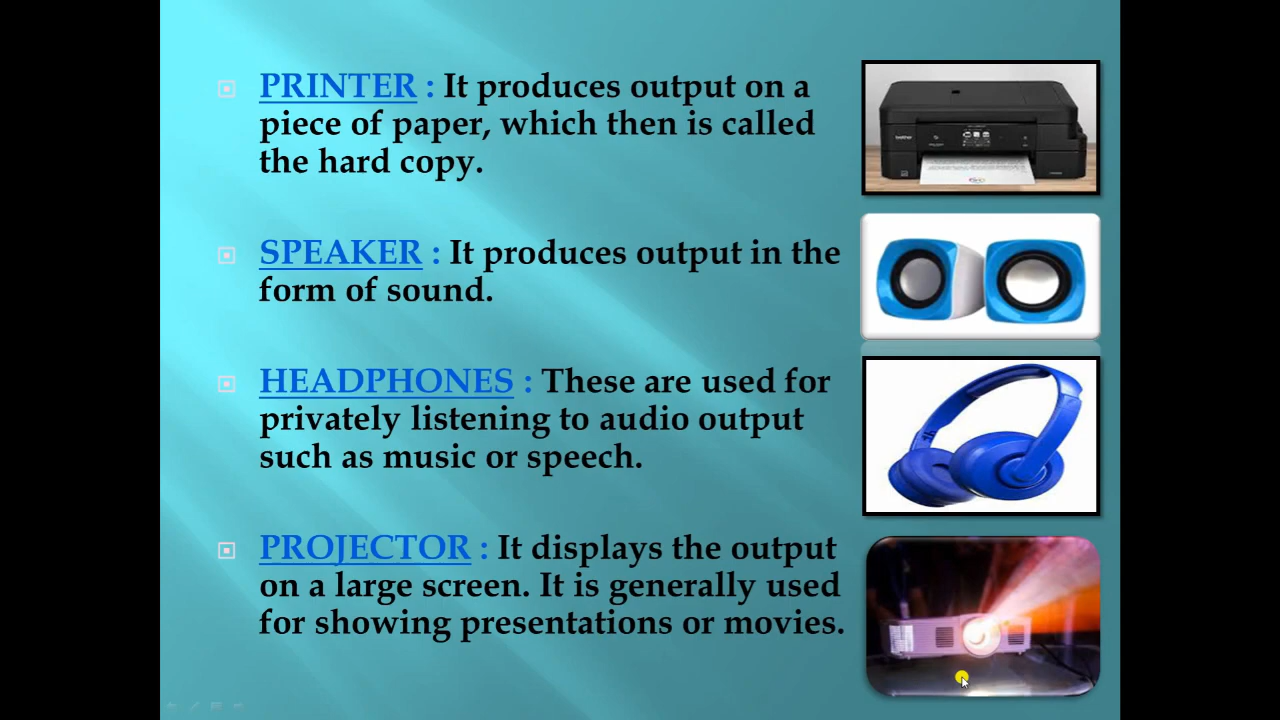 PRINTER : It produces output on a
piece of paper, which then is called
the hard copy.
SPEAKER : It produces output in the
form of sound.
HEADPHONES : These are used for
privately listening to audio output
such as music or speech.
PROJECTOR : It displays the output
on a large screen. It is generally used
for showing presentations or movies.
brother